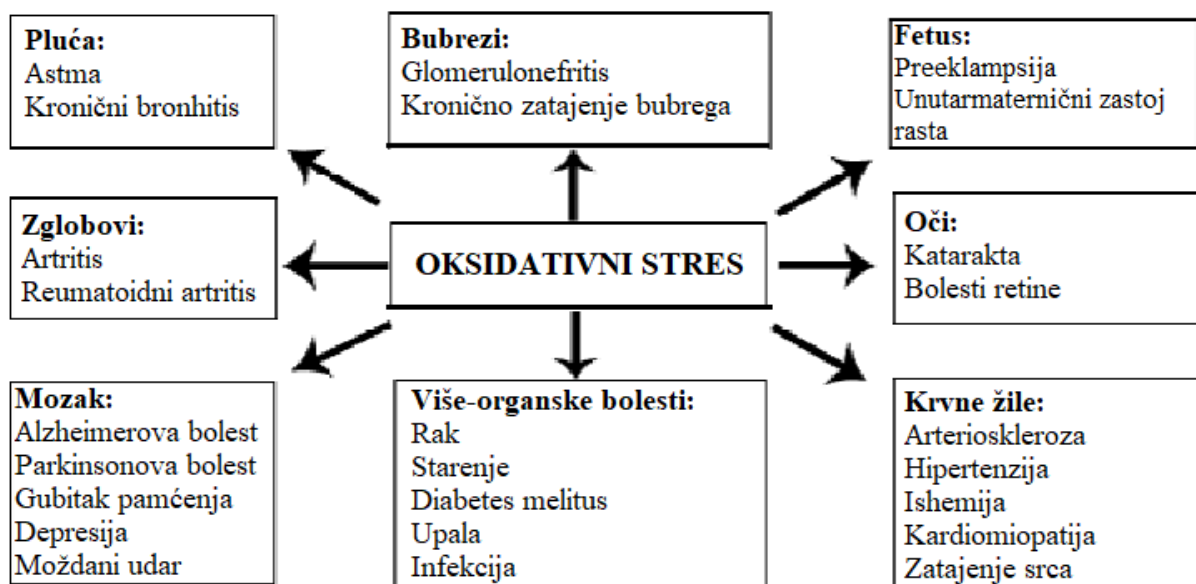 Pluća:
Astma
Kronični bronhitis
Bubrezi:
Glomerulonefritis
Kronično zatajenje bubrega
Fetus:
Preeklampsija
Unutarmaternični zastoj
rasta
Zglobovi:
Artritis
Reumatoidni artritis
OKSIDATIVNI STRES
Oči:
Katarakta
Bolesti retine
Mozak:
Alzheimerova bolest
Parkinsonova bolest
Gubitak pamćenja
Depresija
Moždani udar
Više-organske bolesti:
Rak
Starenje
Diabetes melitus
Upala
Infekcija
Krvne žile:
Arterioskleroza
Hipertenzija
Ishemija
Kardiomiopatija
Zatajenje srca